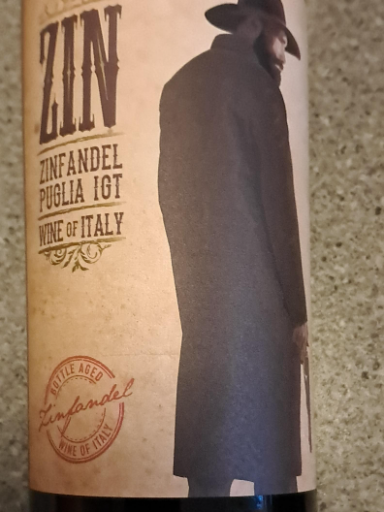 ZIN
ZINFANDEL
PUGLIA IGT
WINE OF ITALY
BOTTLE AGED
Zinfandel
WINE OF ITALY